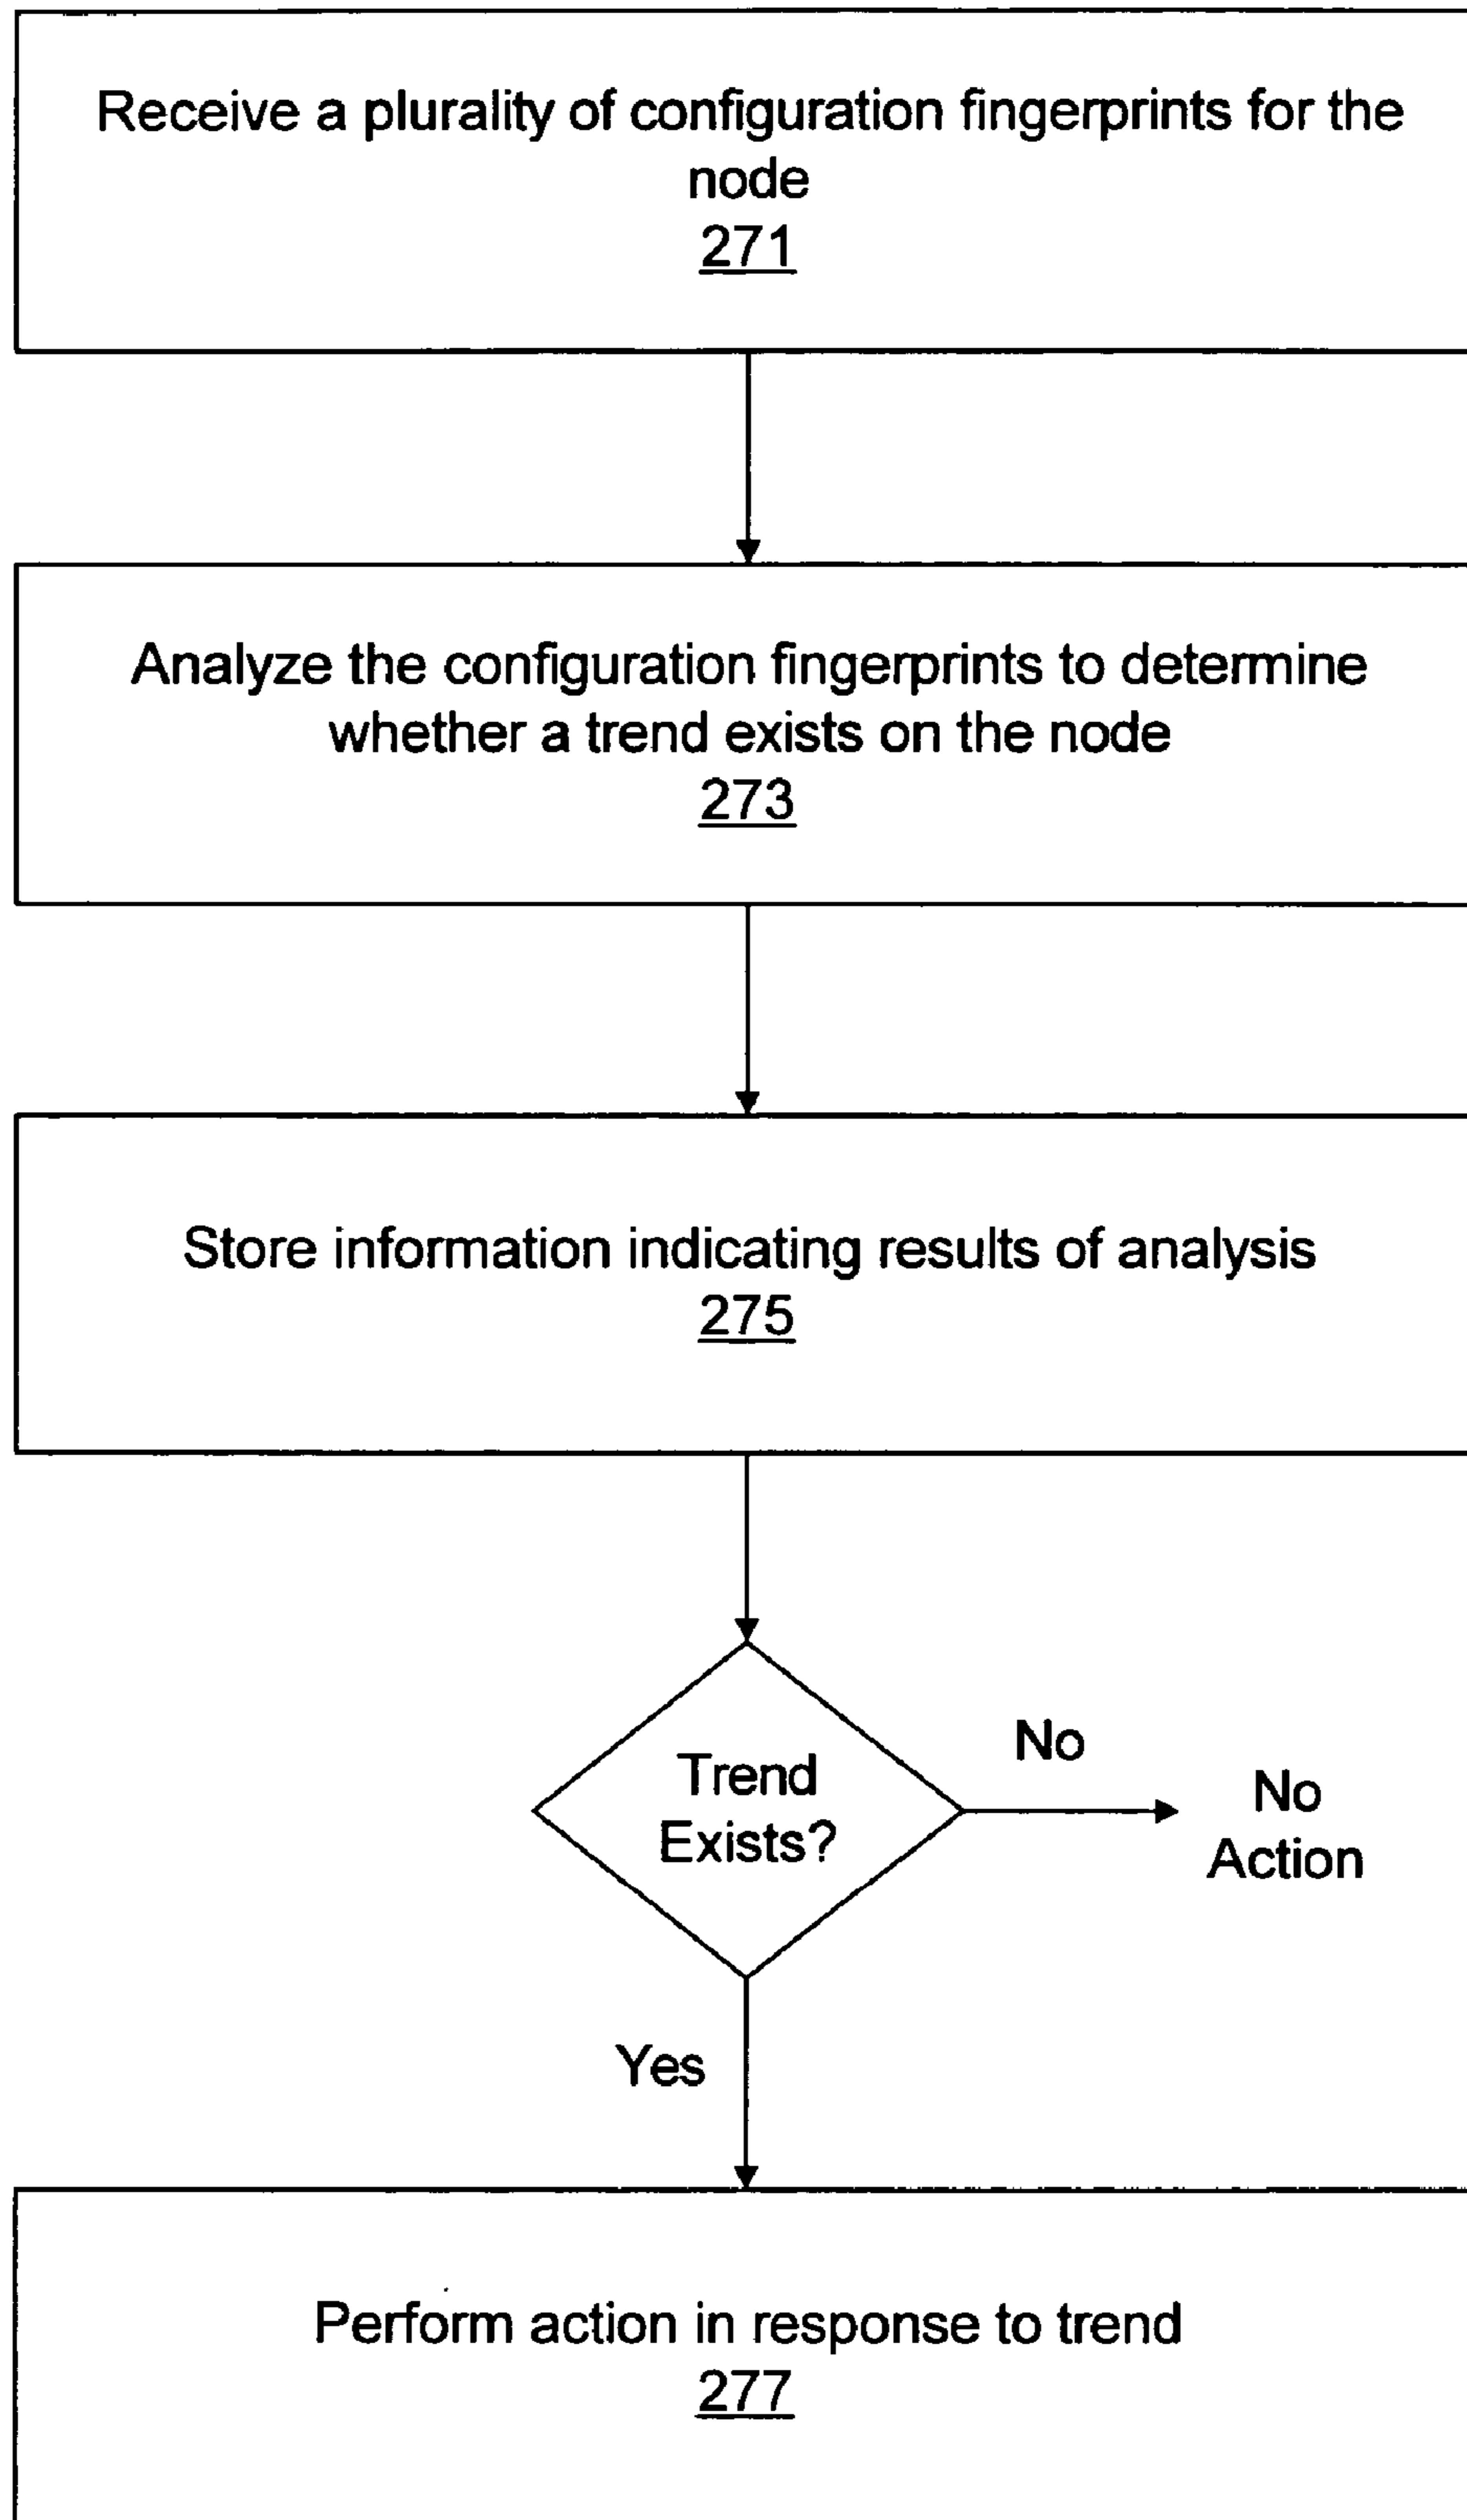 Receive a plurality of configuration fingerprints for the
node
271
Analyze the configuration fingerprints to determine
whether a trend exists on the node
273
Store information indicating results of analysis
275
Trend
Exists?
No
No
Action
Yes
Perform action in response to trend
277